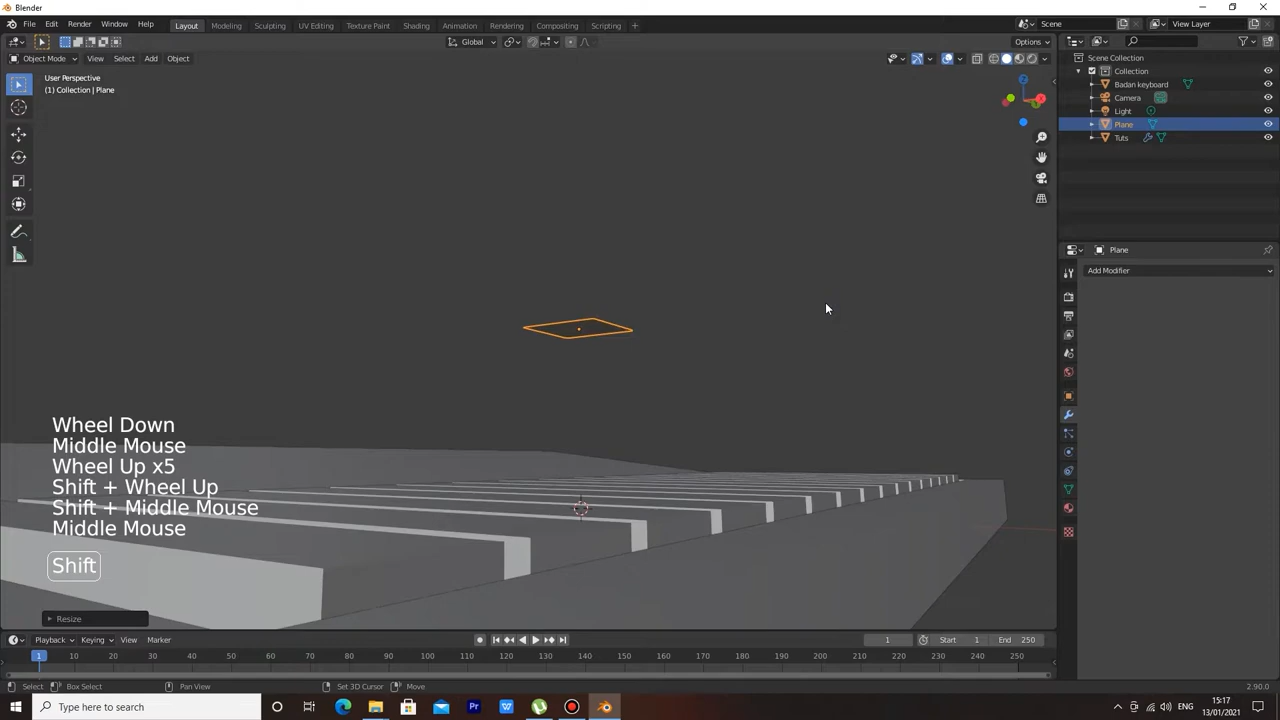 Blender
File Edit Render Window Help
Layout Modeling Sculpting UV Editing Texture Paint Shading Animation Rendering Compositing Scripting
Scene
View Layer
Global
Options
Object Mode View Select Add Object
User Perspective
(1) Collection | Plane
Scene Collection
Collection
Badan keyboard
Camera
Light
Plane
Tuts
Plane
Add Modifier
Wheel Down
Middle Mouse
Wheel Up x5
Shift + Wheel Up
Shift + Middle Mouse
Middle Mouse
Shift
Resize
Playback Keying View Marker
1
Start 1
End 250
1 10 20 30 40 50 60 70 80 90 100 110 120 130 140 150 160 170 180 190 200 210 220 230 240 250
Select Box Select Pan View Set 3D Cursor Move 2.90.0
Type here to search
ENG
15:17
13/01/2021